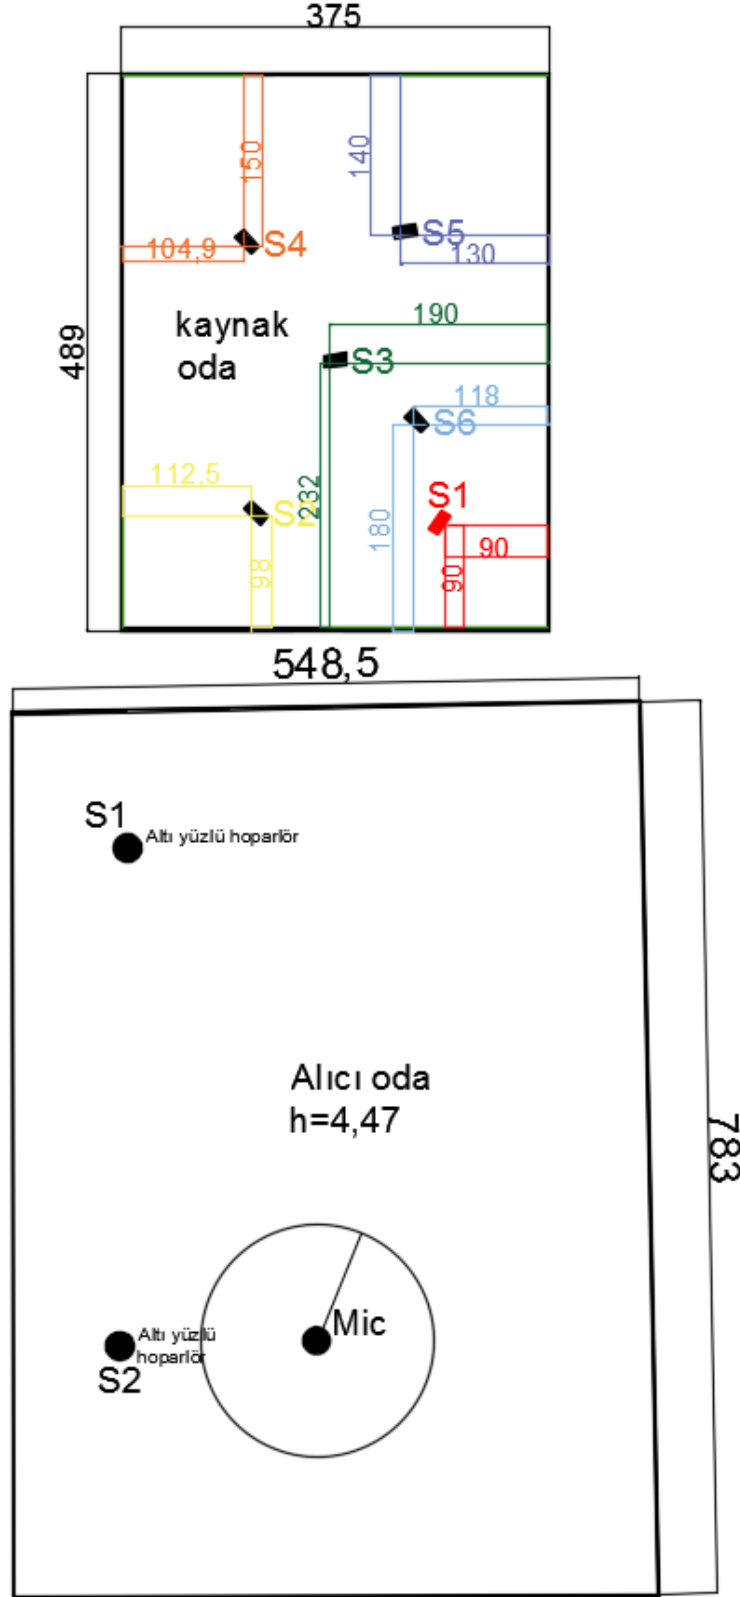 375
150
140
S4
S5
104,9
130
190
kaynak
oda
489
S3
118
S6
112,5
232
S1
S2
180
90
98
90
548,5
S1
Altı yüzlü hoparlör
Alıcı oda
h=4,47
783
Mic
Altı yüzlü
hoparlör
S2